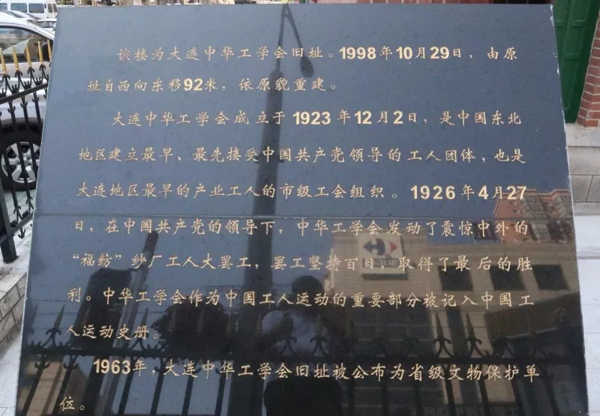 该楼为大连中华工学会旧址。1998年10月29日，由原
址自西向东移92米，依原貌重建。
大连中华工学会成立于1923年12月2日，是中国东北
地区建立最早、最先接受中国共产党领导的工人团体，也是
大连地区最早的产业工人的市级工会组织。1926年4月27
日，在中国共产党的领导下，中华工学会发动了震惊中外的
“福纺”纱厂工人大罢工，罢工坚持百日，取得了最后的胜
利。中华工学会作为中国工人运动的重要部分被记入中国工
人运动史册。
1963年，大连中华工学会旧址被公布为省级文物保护单
位。